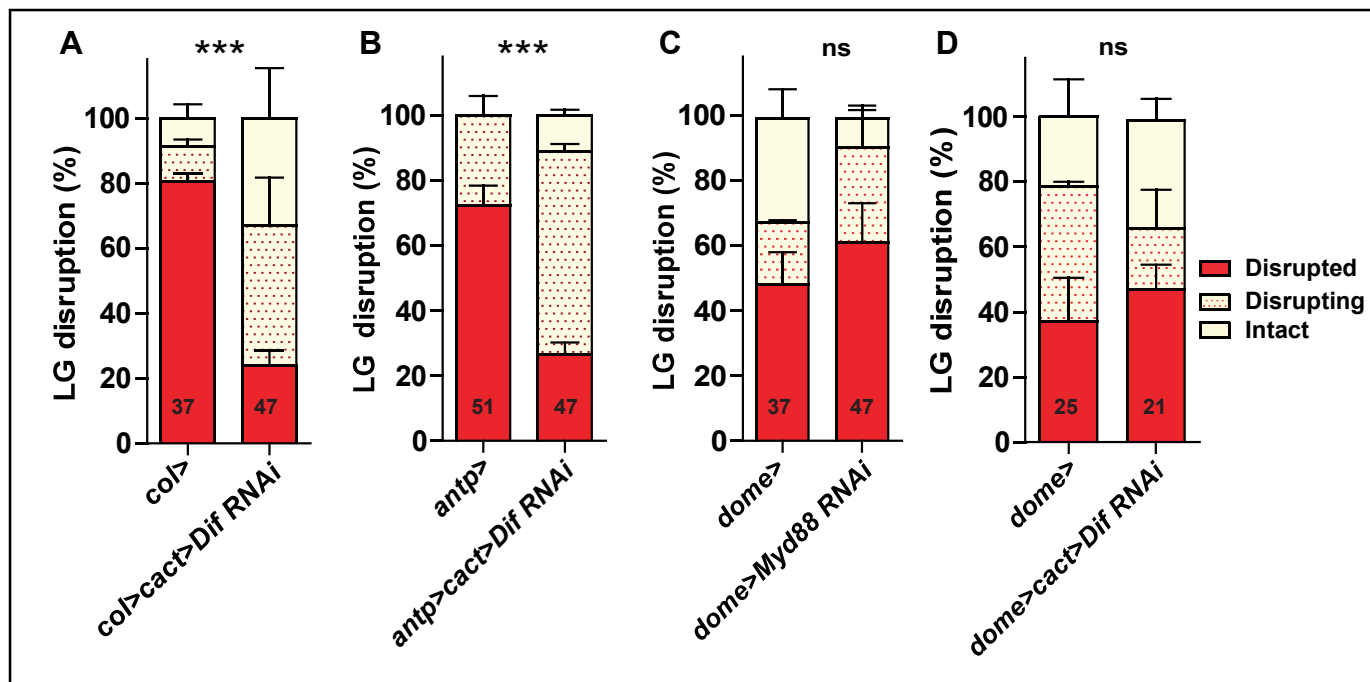 A
***
LG disruption (%)
100
80
60
40
20
0
37
47
col>
col>cact>Dif RNAi
B
***
LG disruption (%)
100
80
60
40
20
0
51
47
antp>
antp>cact>Dif RNAi
C
ns
LG disruption (%)
100
80
60
40
20
0
37
47
dome>
dome>Myd88 RNAi
D
ns
LG disruption (%)
100
80
60
40
20
0
25
21
dome>
dome>cact>Dif RNAi
Disrupted
Disrupting
Intact